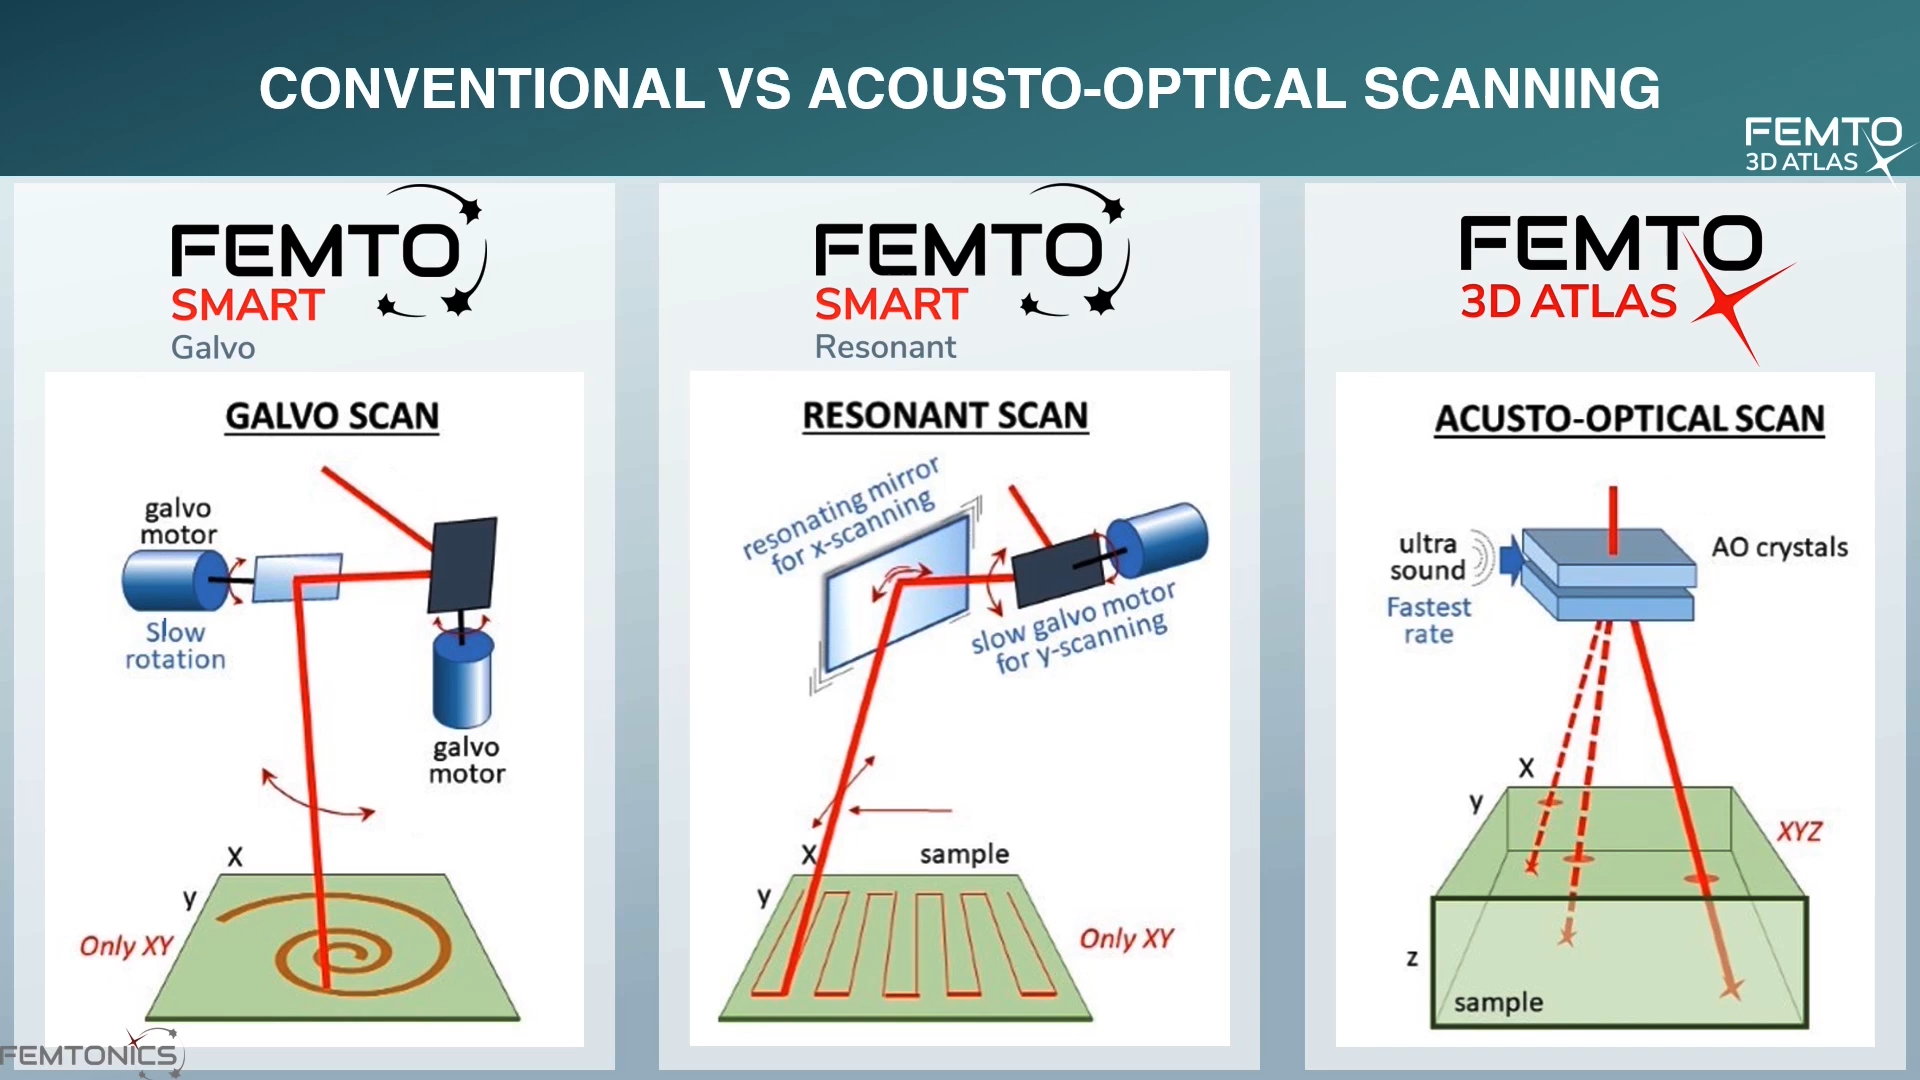 CONVENTIONAL VS ACOUSTO-OPTICAL SCANNING
FEMTO
3D ATLAS
FEMTO
SMART
Galvo
GALVO SCAN
galvo
motor
Slow
rotation
galvo
motor
X
y
Only XY
FEMTONICS
FEMTO
SMART
Resonant
RESONANT SCAN
resonating mirror
for x-scanning
slow galvo motor
for y-scanning
X
sample
y
Only XY
FEMTO
3D ATLAS
ACUSTO-OPTICAL SCAN
ultra
sound
AO crystals
Fastest
rate
X
y
XYZ
z
sample